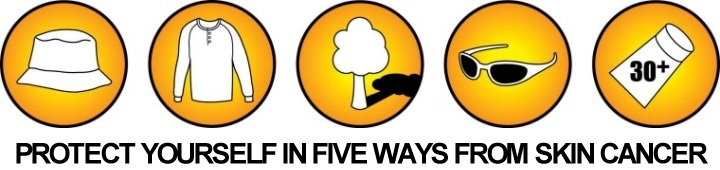 30+
PROTECT YOURSELF IN FIVE WAYS FROM SKIN CANCER